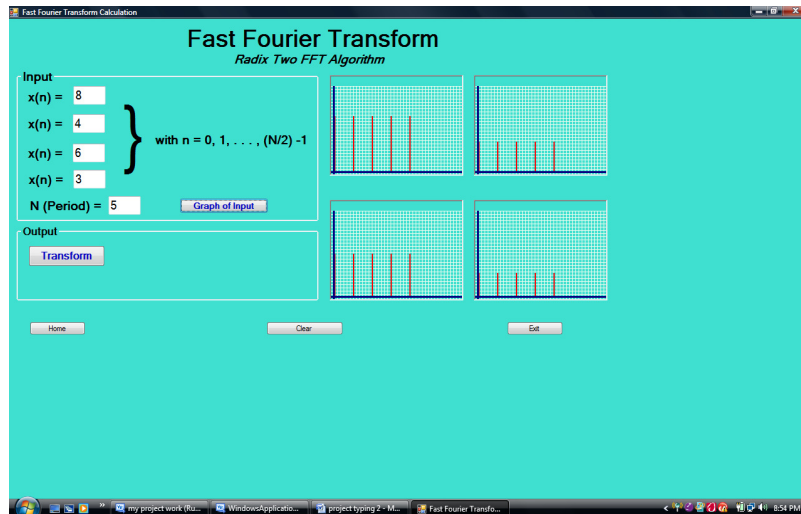 Fast Fourier Transform Calculation
Fast Fourier Transform
Radix Two FFT Algorithm
Input
x(n) = 8
x(n) = 4
} with n = 0, 1, . . . , (N/2) -1
x(n) = 6
x(n) = 3
N (Period) = 5
Graph of Input
Output
Transform
Home
Clear
Exit
my project work (Ru...
WindowsApplicatio...
project typing 2 - M...
Fast Fourier Transfo...
8:54 PM